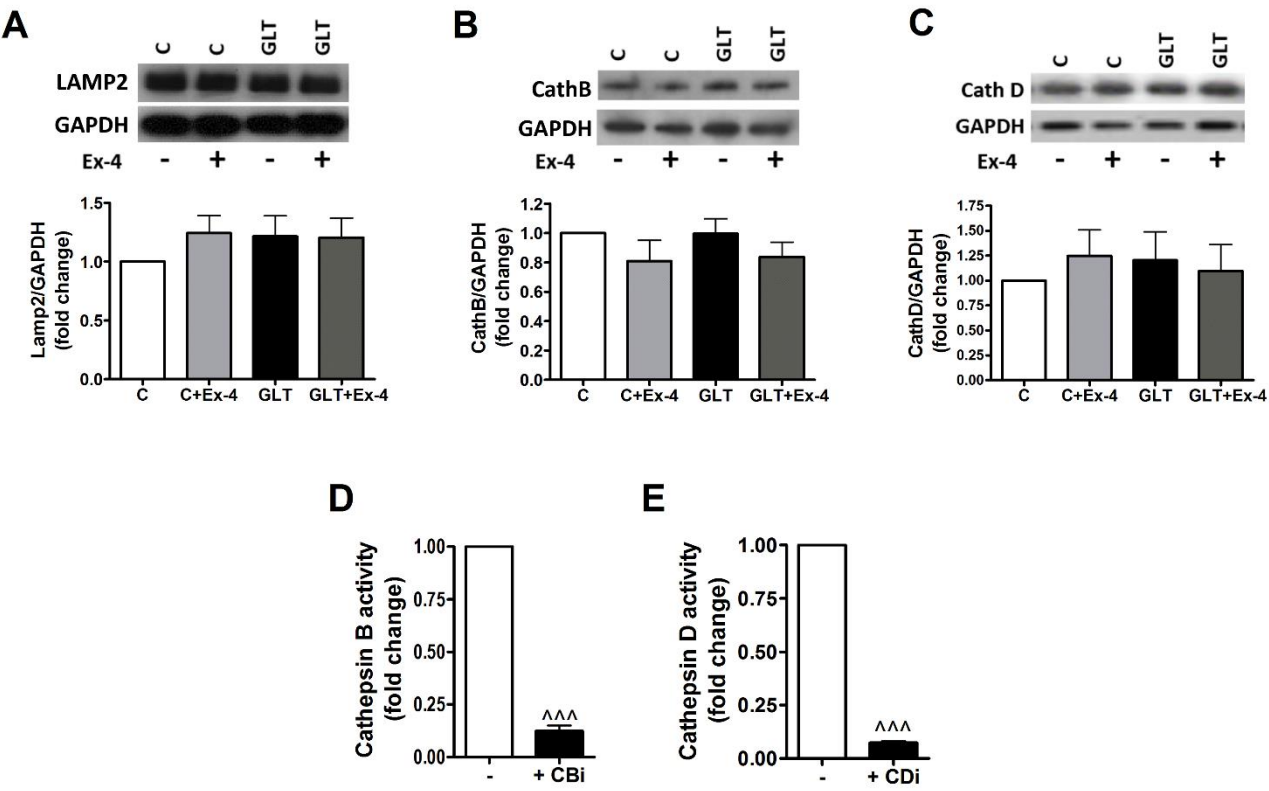 A
C C GLT GLT
LAMP2
GAPDH
Ex-4 - + - +
Lamp2/GAPDH
(fold change)
1.5
1.0
0.5
0.0
C C+Ex-4 GLT GLT+Ex-4
B
C C GLT GLT
CathB
GAPDH
Ex-4 - + - +
CathB/GAPDH
(fold change)
1.2
1.0
0.8
0.6
0.4
0.2
0.0
C C+Ex-4 GLT GLT+Ex-4
C
C C GLT GLT
Cath D
GAPDH
Ex-4 - + - +
CathD/GAPDH
(fold change)
1.75
1.50
1.25
1.00
0.75
0.50
0.25
0.00
C C+Ex-4 GLT GLT+Ex-4
D
Cathepsin B activity
(fold change)
1.00
0.75
0.50
0.25
0.00
^^^
- + CBi
E
Cathepsin D activity
(fold change)
1.00
0.75
0.50
0.25
0.00
^^^
- + CDi